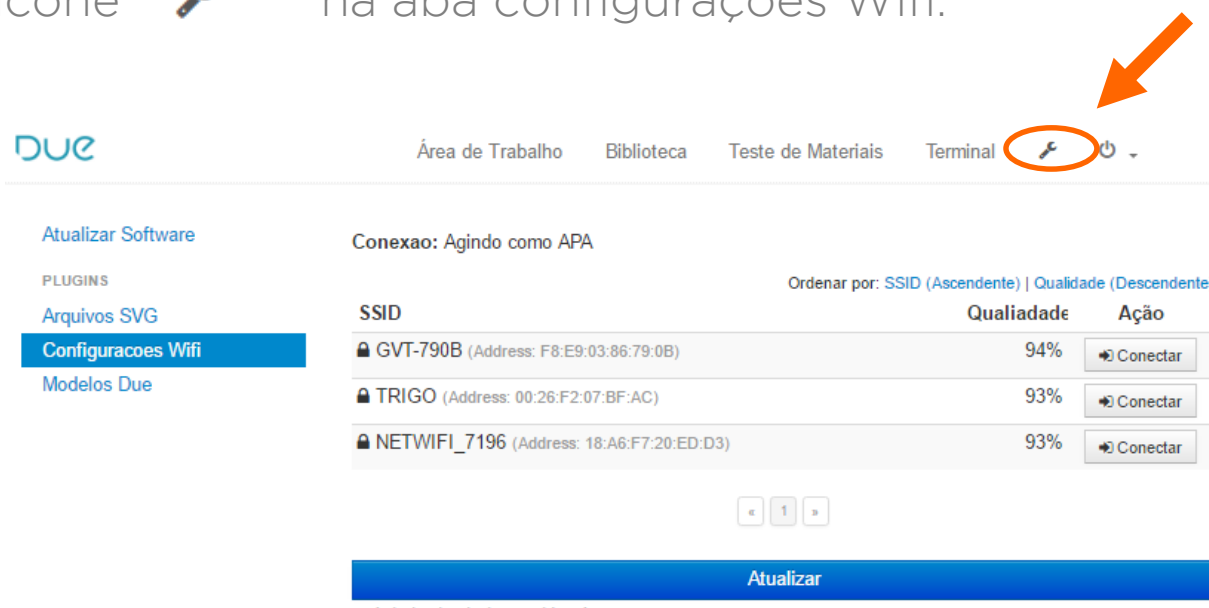 na aba configurações Wifi.
Due
Área de Trabalho Biblioteca Teste de Materiais Terminal
Atualizar Software
PLUGINS
Arquivos SVG
Configuracoes Wifi
Modelos Due
Conexao: Agindo como APA
Ordenar por: SSID (Ascendente) | Qualidade (Descendente
SSID Qualiadade Ação
GVT-790B (Address: F8:E9:03:86:79:0B) 94% Conectar
TRIGO (Address: 00:26:F2:07:BF:AC) 93% Conectar
NETWIFI_7196 (Address: 18:A6:F7:20:ED:D3) 93% Conectar
« 1 »
Atualizar